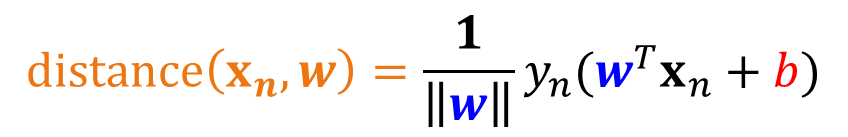 distance(𝐱ₙ, 𝒘) = 1/‖𝒘‖ yₙ(𝒘ᵀ𝐱ₙ + b)